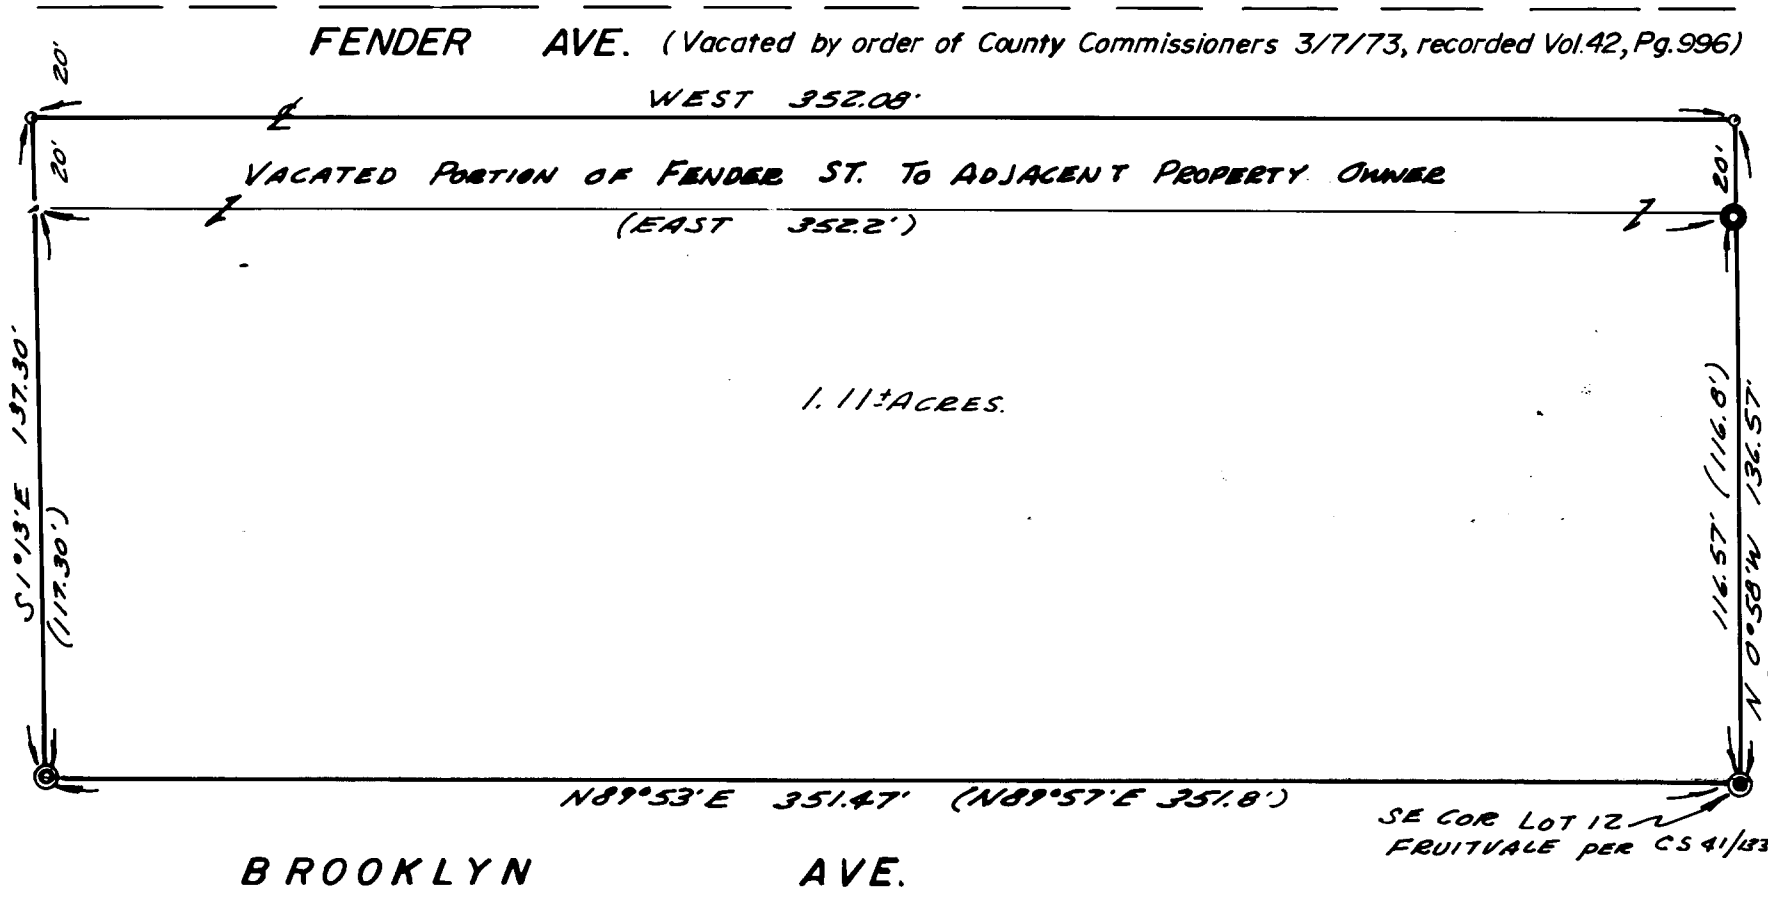 FENDER AVE. (Vacated by order of County Commissioners 3/7/73, recorded Vol.42, Pg.996)
20'
WEST 352.08'
℄
20'
VACATED PORTION OF FENDER ST. TO ADJACENT PROPERTY OWNER
20'
(EAST 352.2')
S1°13'E 137.30'
(117.30')
1.11± ACRES.
116.57' (116.8')
N 0°58'W 136.57'
N89°53'E 351.47' (N89°57'E 351.8')
SE COR LOT 12
FRUITVALE PER CS 41/133
BROOKLYN AVE.